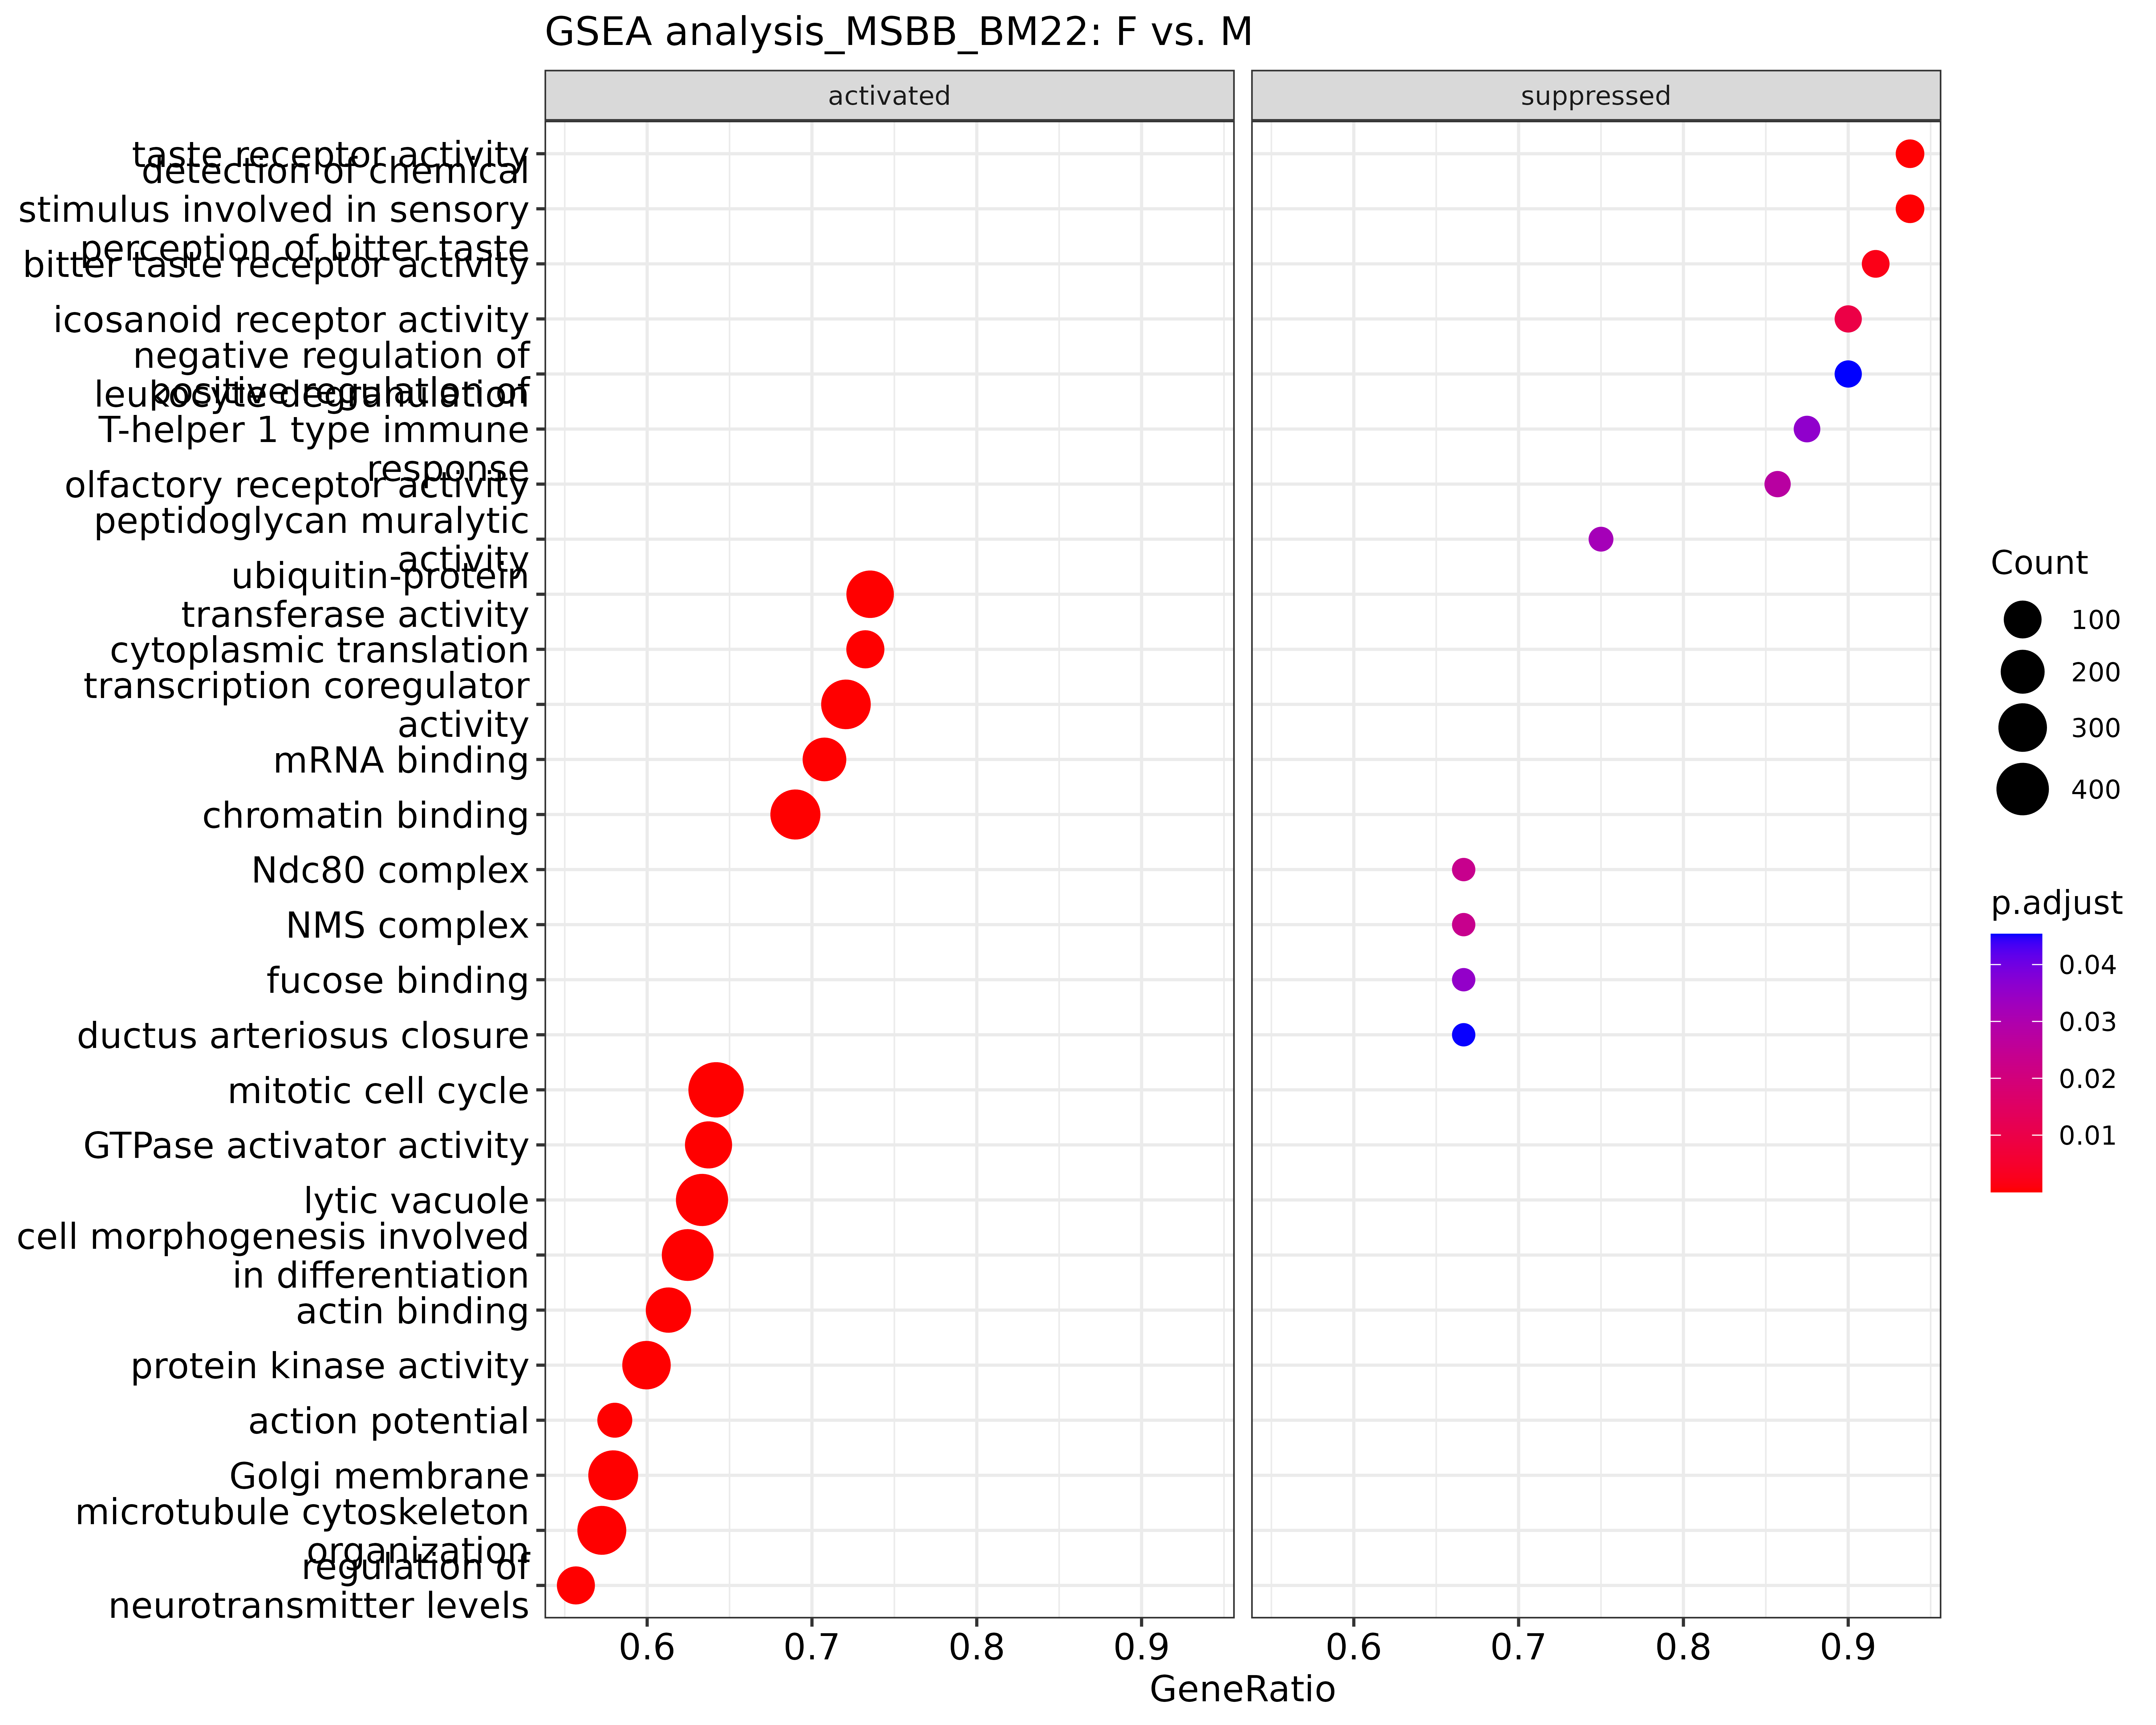 GSEA analysis_MSBB_BM22: F vs. M
activated
suppressed
taste receptor activity
detection of chemical
stimulus involved in sensory
perception of bitter taste
bitter taste receptor activity
icosanoid receptor activity
negative regulation of
leukocyte degranulation
positive regulation of
T-helper 1 type immune
response
olfactory receptor activity
peptidoglycan muralytic
activity
ubiquitin-protein
transferase activity
cytoplasmic translation
transcription coregulator
activity
mRNA binding
chromatin binding
Ndc80 complex
NMS complex
fucose binding
ductus arteriosus closure
mitotic cell cycle
GTPase activator activity
lytic vacuole
cell morphogenesis involved
in differentiation
actin binding
protein kinase activity
action potential
Golgi membrane
microtubule cytoskeleton
organization
regulation of
neurotransmitter levels
0.6 0.7 0.8 0.9
0.6 0.7 0.8 0.9
GeneRatio
Count
100
200
300
400
p.adjust
0.04
0.03
0.02
0.01